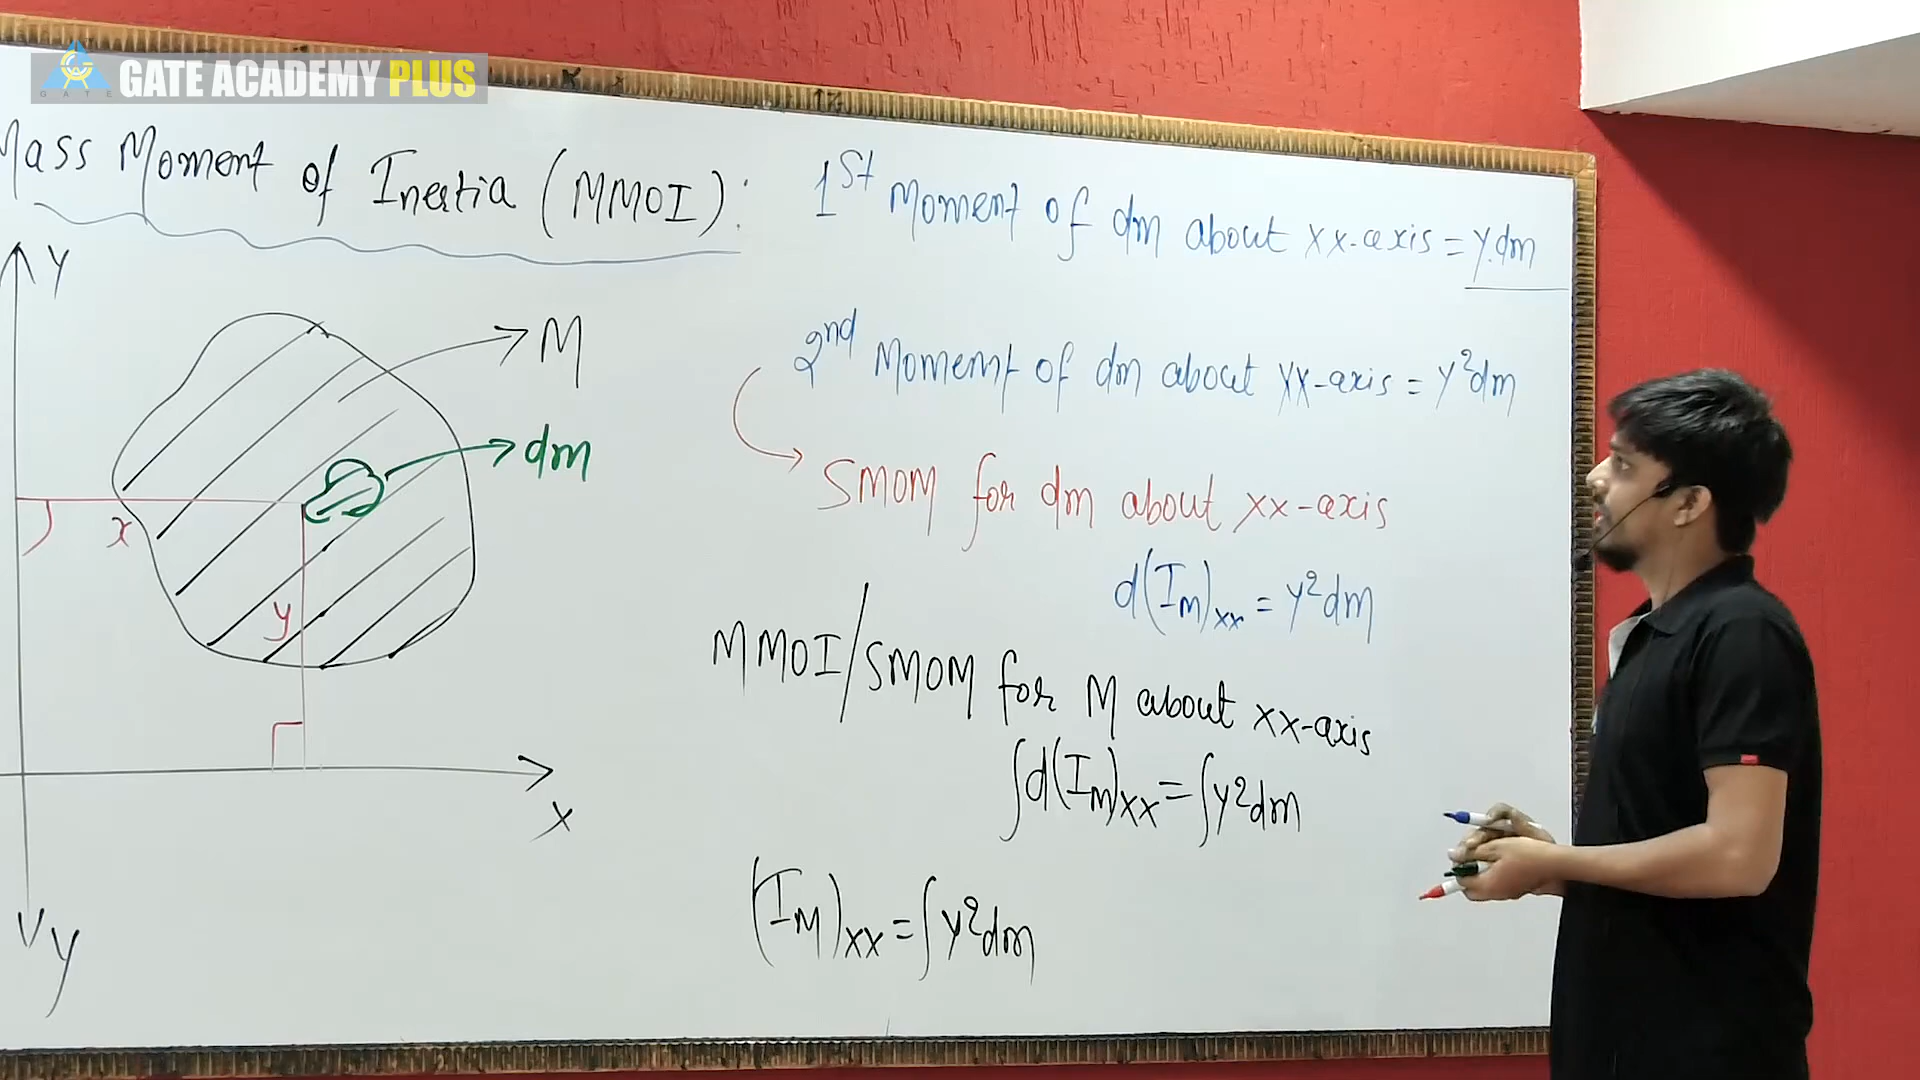 GATE ACADEMY PLUS
GATE
Mass Moment of Inertia (MMOI):
Y
M
dm
x
y
X
Y
1st Moment of dm about xx-axis = y.dm
2nd Moment of dm about xx-axis = y²dm
SMOM for dm about xx-axis
d(IM)xx = y²dm
MMOI/SMOM for M about xx-axis
∫d(IM)xx = ∫y²dm
(IM)xx = ∫y²dm